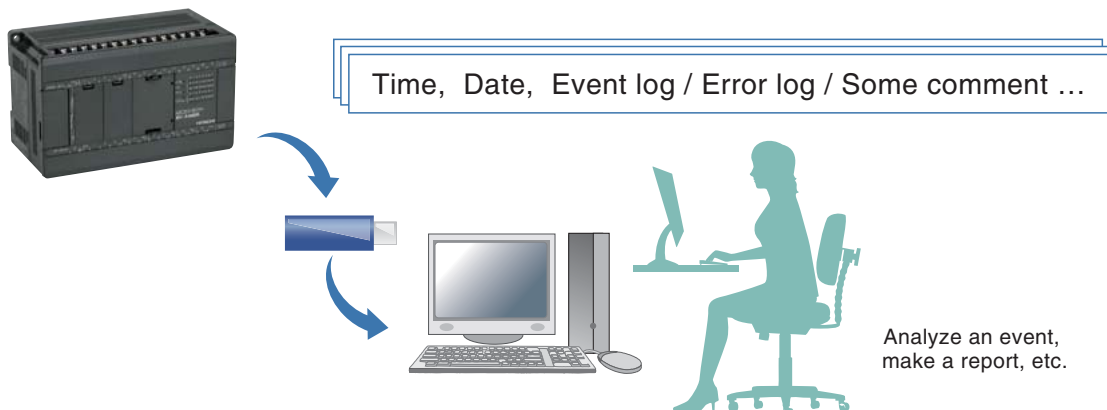 Time, Date, Event log / Error log / Some comment …
Analyze an event,
make a report, etc.